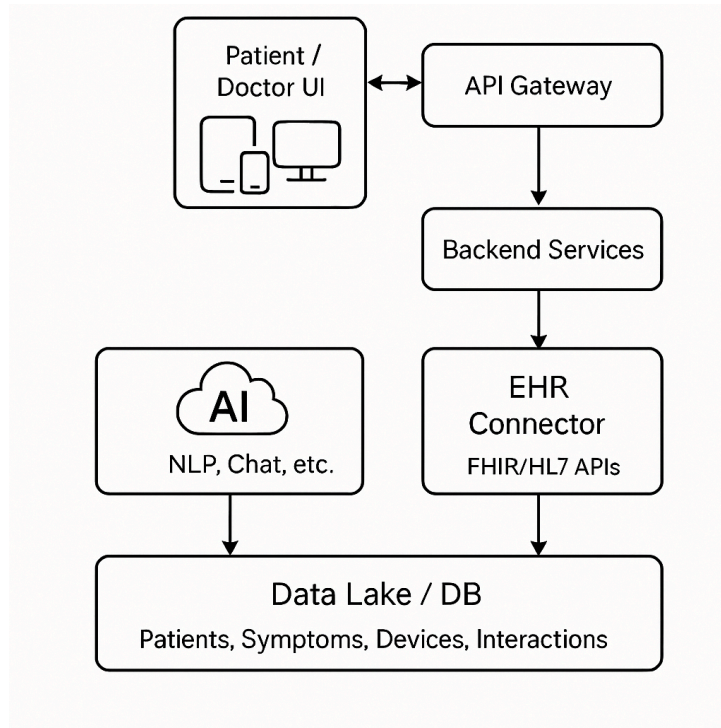 Patient /
Doctor UI
API Gateway
Backend Services
AI
NLP, Chat, etc.
EHR
Connector
FHIR/HL7 APIs
Data Lake / DB
Patients, Symptoms, Devices, Interactions